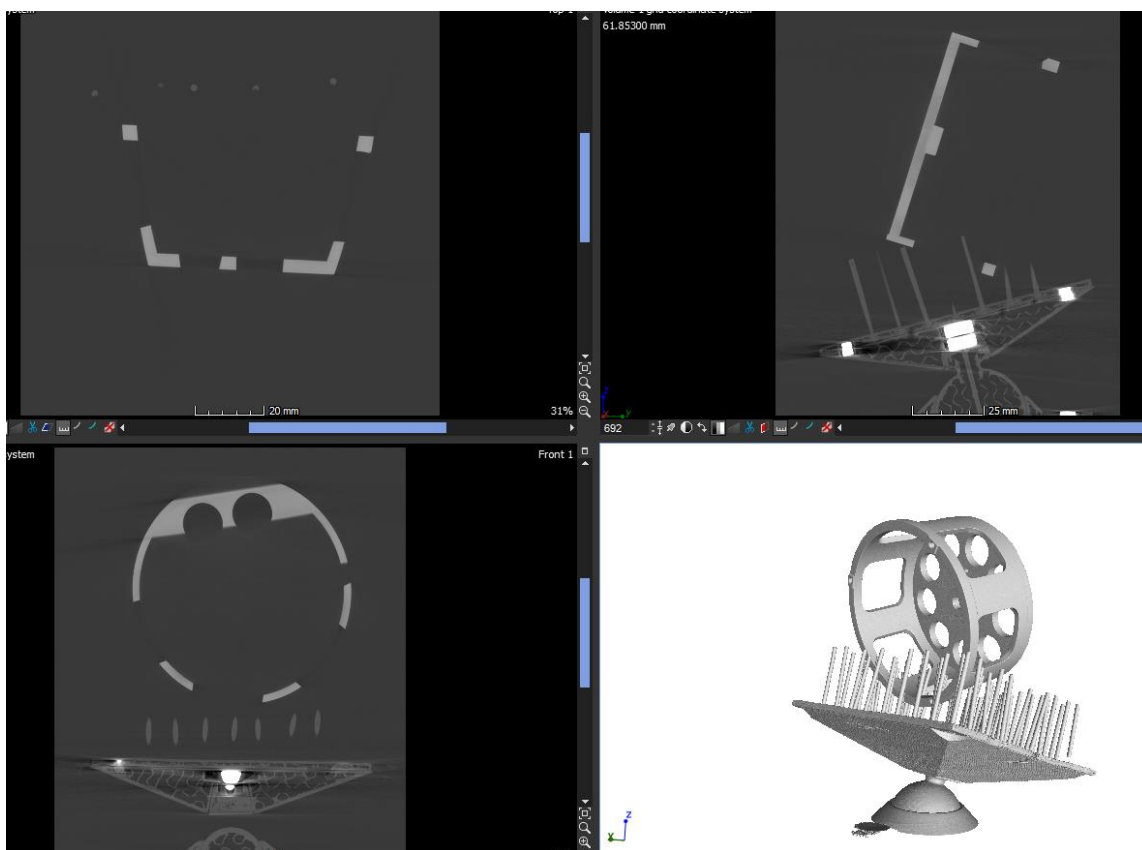 ystem
Top 1
Volume 1 grid coordinate system
61.85300 mm
20 mm
31%
25 mm
692
ystem
Front 1